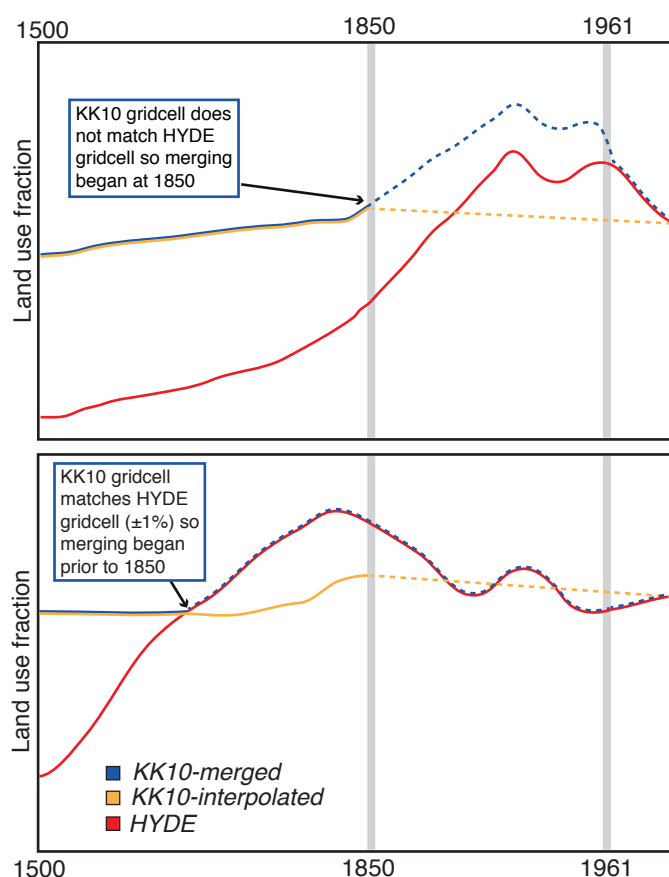 1500 1850 1961
KK10 gridcell does
not match HYDE
gridcell so merging
began at 1850
Land use fraction
KK10 gridcell
matches HYDE
gridcell (±1%) so
merging began
prior to 1850
Land use fraction
KK10-merged
KK10-interpolated
HYDE
1500 1850 1961